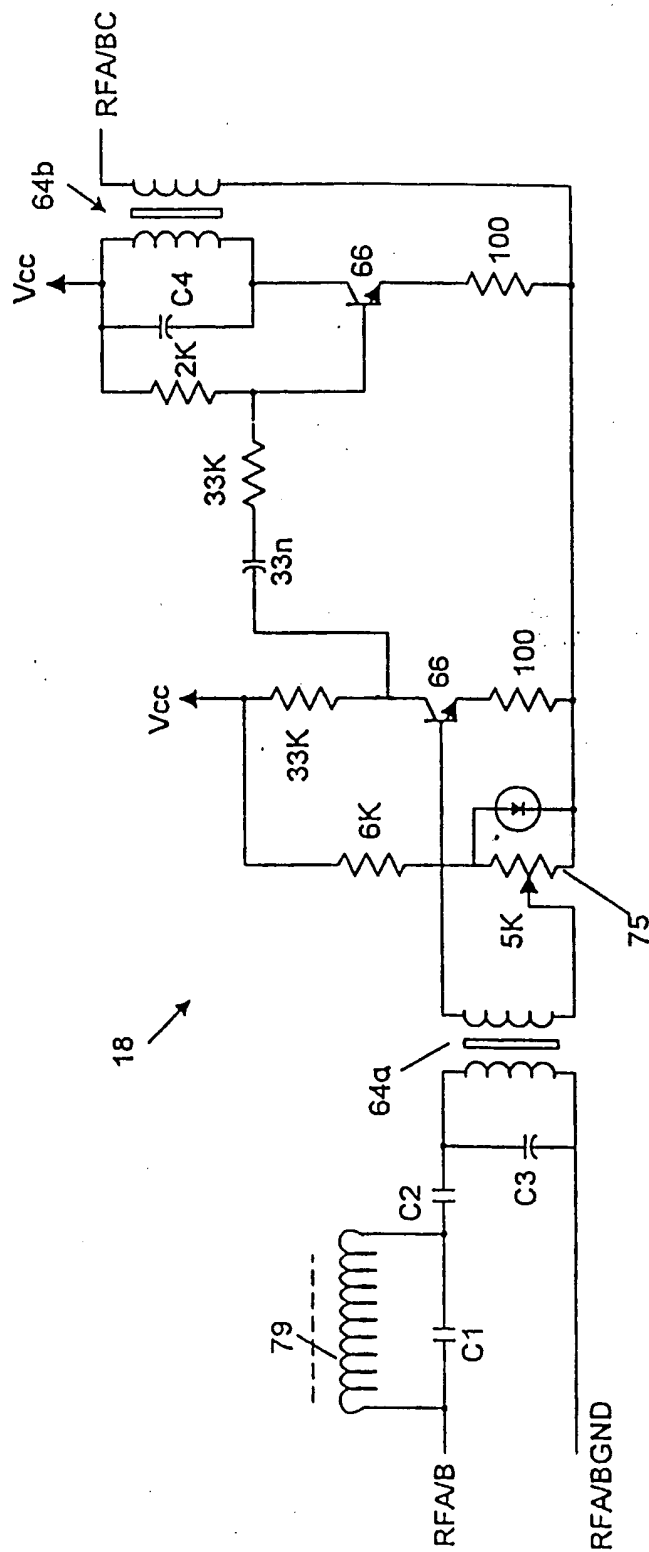 18
RFA/B
RFA/BGND
79
C1
C2
C3
64a
5K
75
6K
Vcc
33K
66
100
33n
33K
2K
C4
Vcc
66
100
64b
RFA/BC